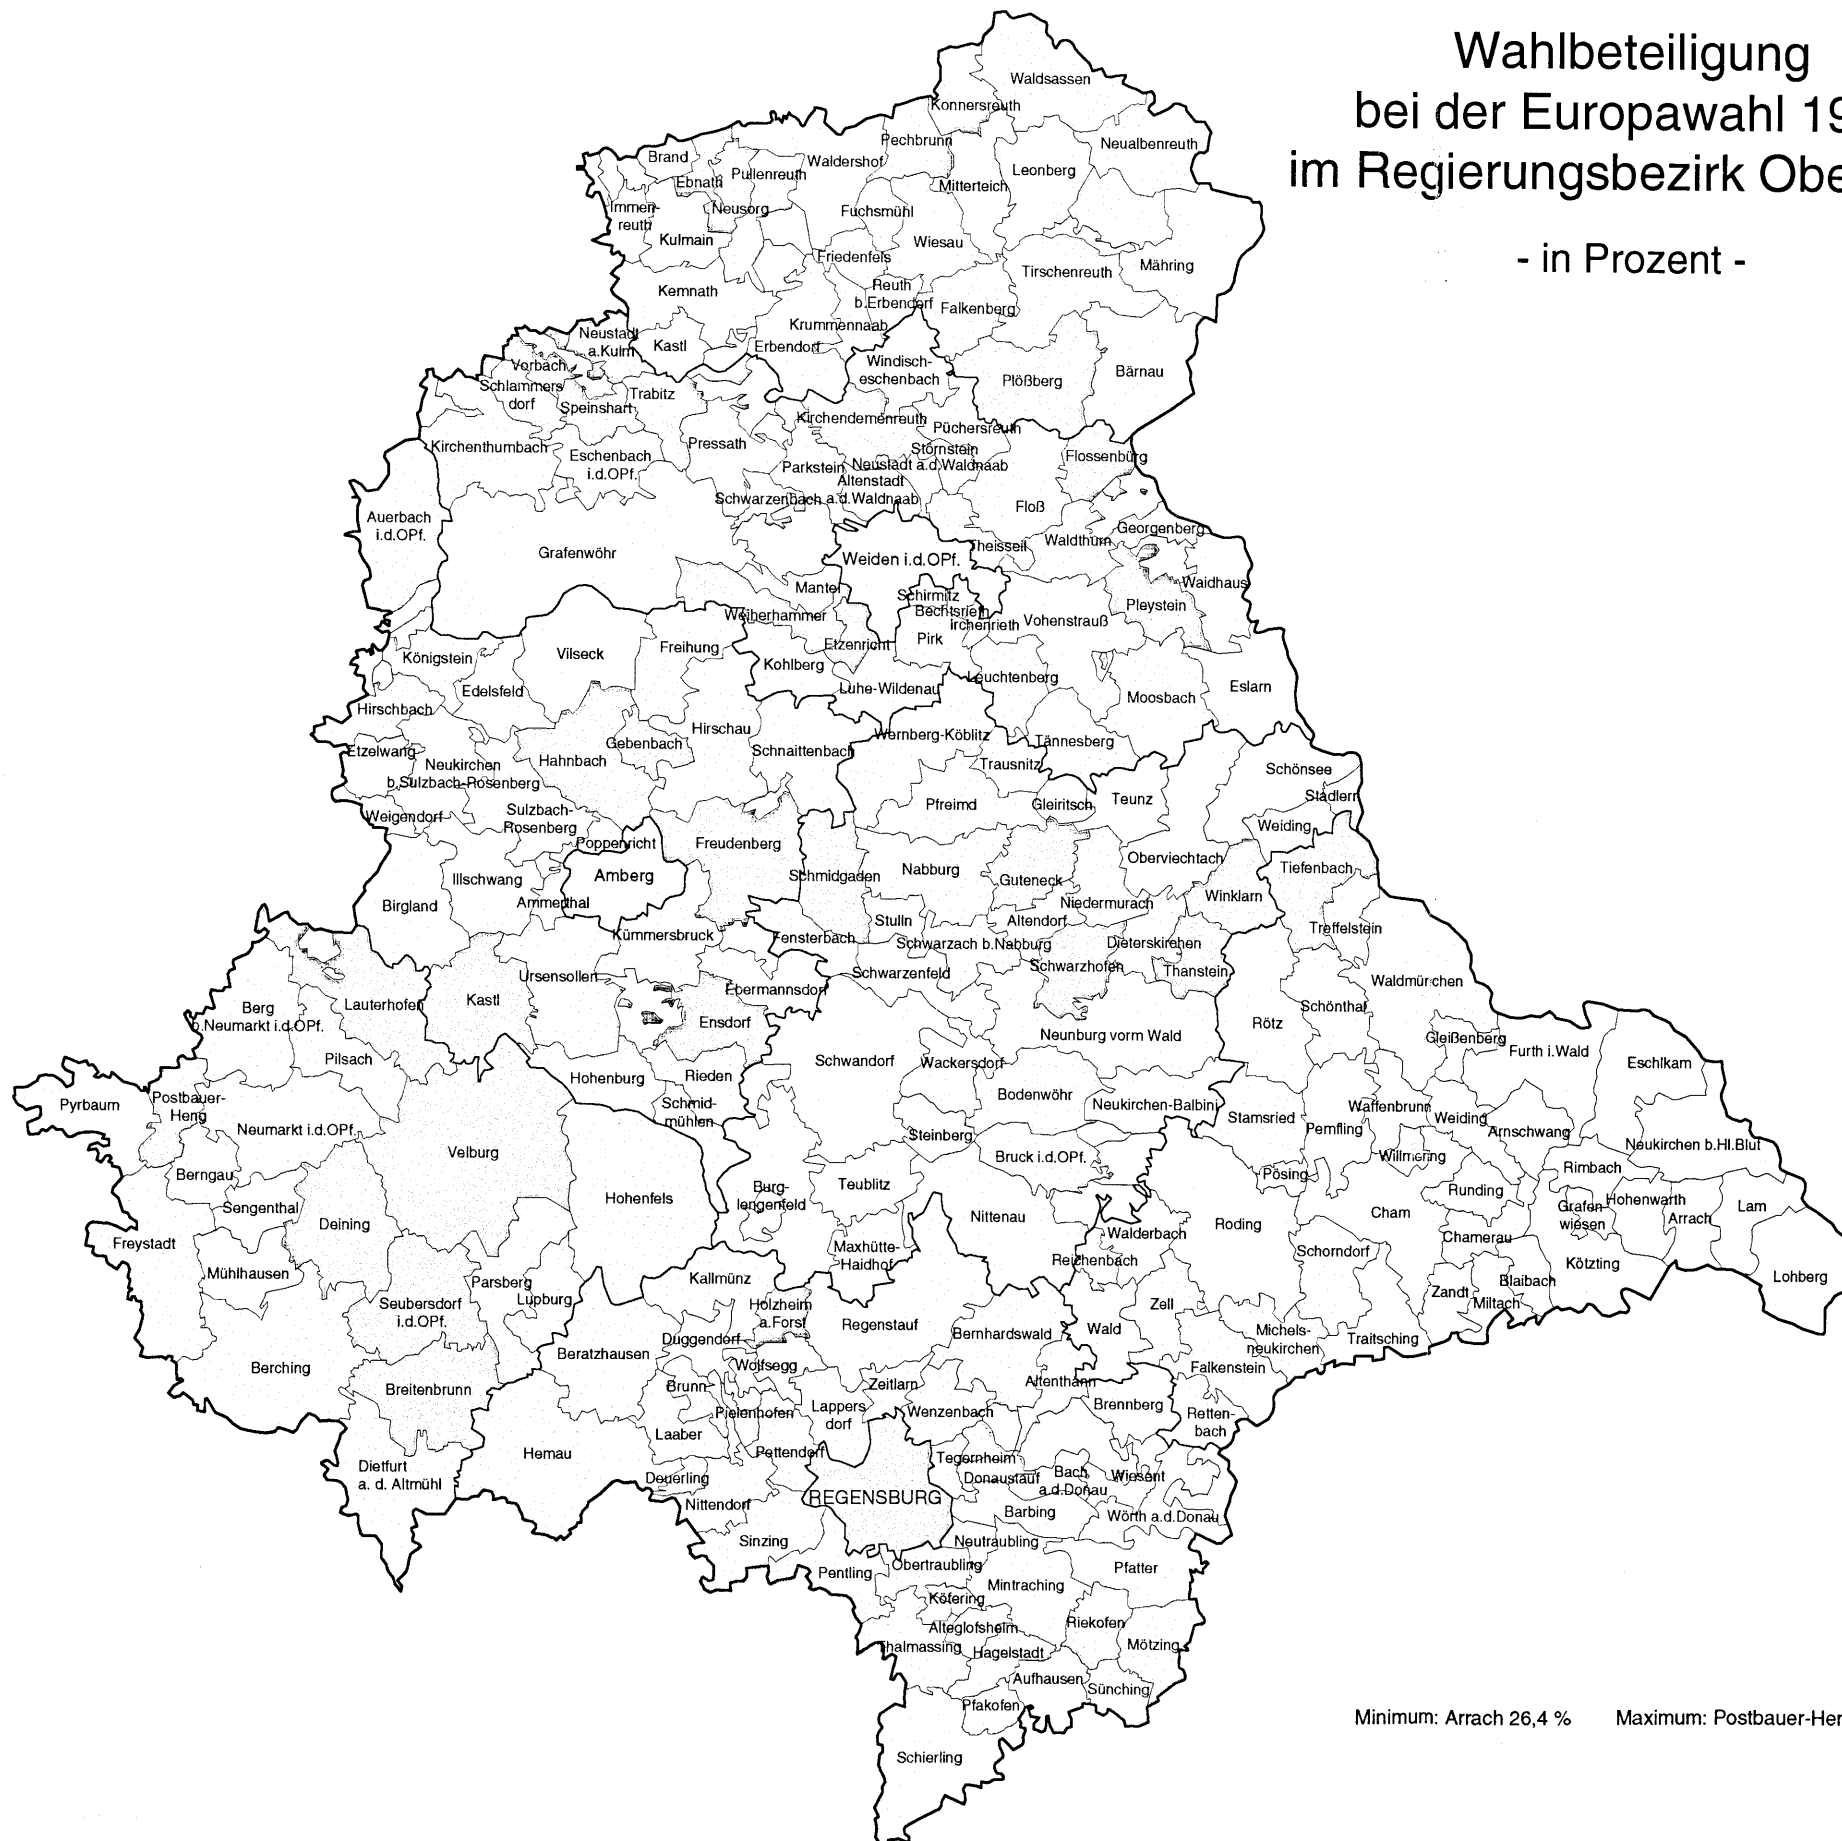 Wahlbeteiligung
bei der Europawahl 19
im Regierungsbezirk Obe
- in Prozent -
Waldsassen
Konnersreuth
Pechbrunn
Neualbenreuth
Brand
Waldershof
Leonberg
Pullenreuth
Ebnath
Mitterteich
Immen-
reuth
Neusorg
Fuchsmühl
Kulmain
Wiesau
Friedenfels
Tirschenreuth
Mähring
Kemnath
Reuth
b.Erbendorf
Falkenberg
Krummennaab
Neustadt
a.Kulm
Kastl
Erbendorf
Windisch-
eschenbach
Plößberg
Bärnau
Vorbach
Schlammers
dorf
Speinshart
Trabitz
Kirchendemenreuth
Püchersreuth
Kirchenthumbach
Eschenbach
i.d.OPf.
Pressath
Störnstein
Flossenbürg
Parkstein
Neustadt a.d.Waldnaab
Altenstadt
a.d.Waldnaab
Schwarzenbach
Floß
Auerbach
i.d.OPf.
Grafenwöhr
Georgenberg
Theisseil
Waldthurn
Weiden i.d.OPf.
Mantel
Waidhaus
Schirmitz
Bechtsrieth
Pleystein
Weiherhammer
Irchenrieth
Vohenstrauß
Pirk
Etzenricht
Königstein
Vilseck
Freihung
Kohlberg
Leuchtenberg
Edelsfeld
Luhe-Wildenau
Moosbach
Eslarn
Hirschbach
Hirschau
Wernberg-Köblitz
Tännesberg
Etzelwang
Gebenbach
Schnaittenbach
Neukirchen
b.Sulzbach-Rosenberg
Hahnbach
Trausnitz
Schönsee
Stadlern
Pfreimd
Gleiritsch
Teunz
Weigendorf
Sulzbach-
Rosenberg
Weiding
Poppenricht
Freudenberg
Oberviechtach
Tiefenbach
Illschwang
Amberg
Schmidgaden
Nabburg
Guteneck
Winklarn
Birgland
Ammerthal
Niedermurach
Stulln
Altendorf
Treffelstein
Kümmersbruck
Fensterbach
Schwarzach b.Nabburg
Dieterskirchen
Ursensollen
Schwarzenfeld
Schwarzhofen
Thanstein
Waldmünchen
Kastl
Ebermannsdorf
Lauterhofen
Berg
b.Neumarkt i.d.OPf.
Ensdorf
Schönthal
Rötz
Neunburg vorm Wald
Gleißenberg
Pilsach
Schwandorf
Wackersdorf
Furth i.Wald
Eschlkam
Hohenburg
Rieden
Bodenwöhr
Pyrbaum
Postbauer-
Heng
Schmid-
mühlen
Neukirchen-Balbini
Stamsried
Waffenbrunn
Weiding
Neumarkt i.d.OPf.
Pemfling
Arnschwang
Steinberg
Neukirchen b.Hl.Blut
Velburg
Bruck i.d.OPf.
Willmering
Berngau
Pösing
Rimbach
Teublitz
Burg-
lengenfeld
Runding
Hohenfels
Sengenthal
Grafen-
wiesen
Hohenwarth
Arrach
Lam
Deining
Nittenau
Roding
Cham
Freystadt
Maxhütte-
Haidhof
Walderbach
Chamerau
Reichenbach
Schorndorf
Mühlhausen
Kallmünz
Kötzting
Parsberg
Lupburg
Zandt
Blaibach
Miltach
Lohberg
Seubersdorf
i.d.OPf.
Holzheim
a.Forst
Zell
Regenstauf
Duggendorf
Bernhardswald
Wald
Michels-
neukirchen
Traitsching
Beratzhausen
Berching
Wolfsegg
Falkenstein
Breitenbrunn
Brunn
Zeitlarn
Altenthann
Pielenhofen
Lappers
dorf
Wenzenbach
Brennberg
Retten-
bach
Laaber
Hemau
Pettendorf
Dietfurt
a. d. Altmühl
Tegernheim
Donaustauf
Bach
a.d.Donau
Wiesent
Deuerling
Nittendorf
REGENSBURG
Barbing
Wörth a.d.Donau
Sinzing
Neutraubling
Pentling
Obertraubling
Pfatter
Mintraching
Köfering
Alteglofsheim
Riekofen
Thalmassing
Hagelstadt
Mötzing
Aufhausen
Sünching
Pfakofen
Schierling
Minimum: Arrach 26,4 % Maximum: Postbauer-Her